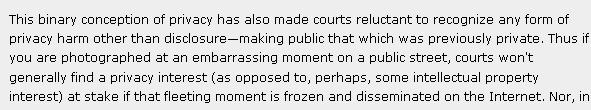 This binary conception of privacy has also made courts reluctant to recognize any form of
privacy harm other than disclosure—making public that which was previously private. Thus if
you are photographed at an embarrassing moment on a public street, courts won't
generally find a privacy interest (as opposed to, perhaps, some intellectual property
interest) at stake if that fleeting moment is frozen and disseminated on the Internet. Nor, in